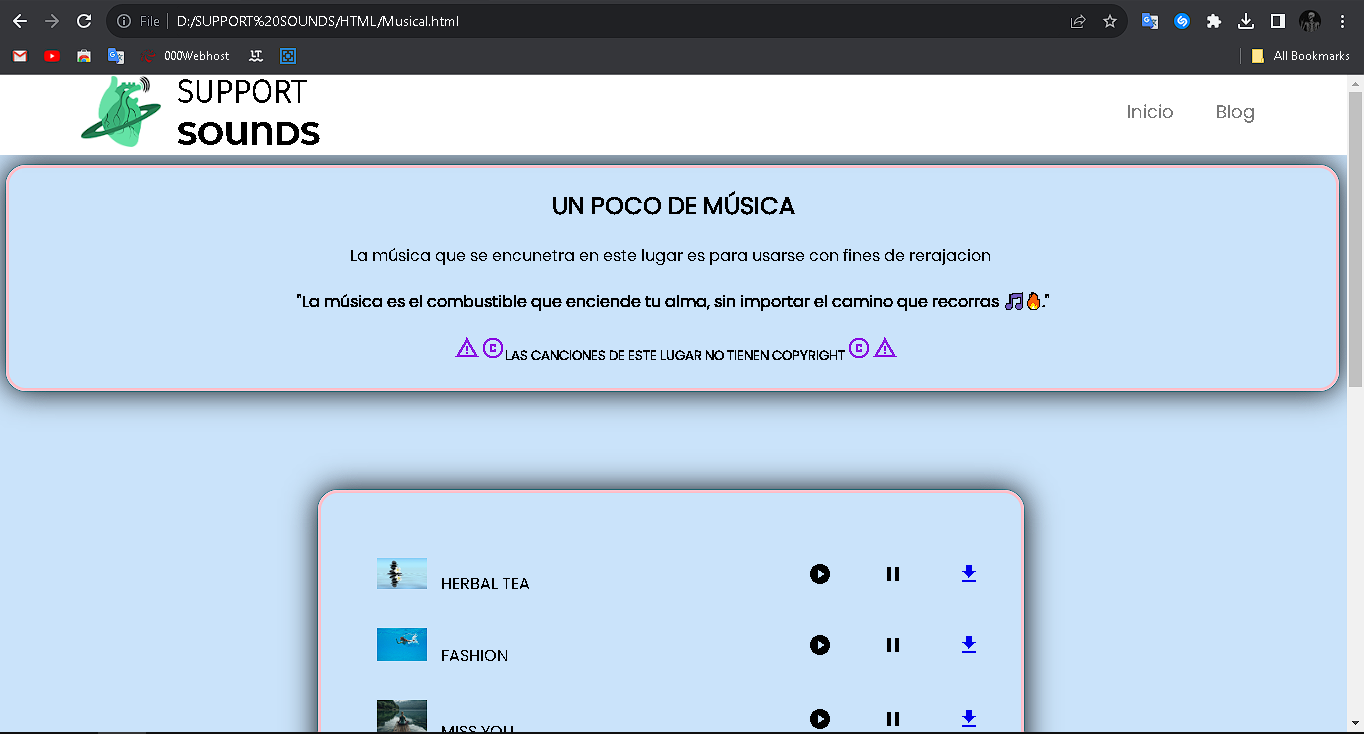 File D:/SUPPORT%20SOUNDS/HTML/Musical.html
000Webhost All Bookmarks
SUPPORT
SOUNDS
Inicio Blog
UN POCO DE MÚSICA
La música que se encunetra en este lugar es para usarse con fines de rerajacion
"La música es el combustible que enciende tu alma, sin importar el camino que recorras 🎵🔥."
LAS CANCIONES DE ESTE LUGAR NO TIENEN COPYRIGHT
HERBAL TEA
FASHION
MISS YOU